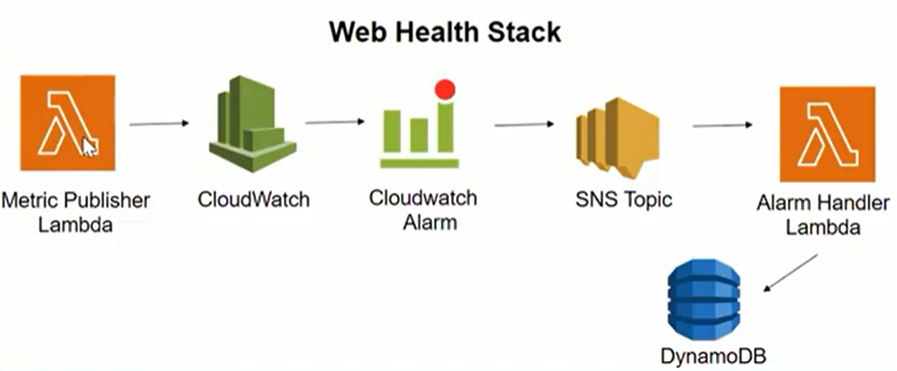 Web Health Stack
Metric Publisher
Lambda
CloudWatch
Cloudwatch
Alarm
SNS Topic
Alarm Handler
Lambda
DynamoDB